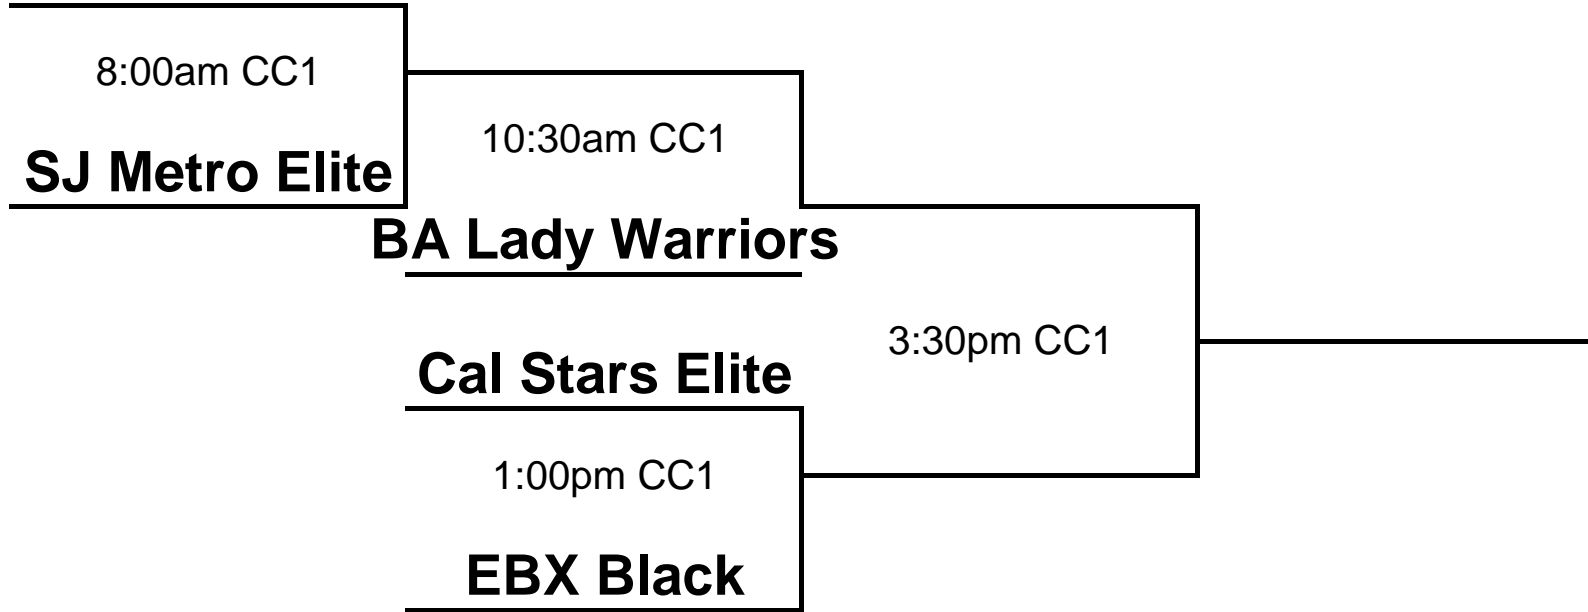 8:00am CC1
SJ Metro Elite
10:30am CC1
BA Lady Warriors
Cal Stars Elite
3:30pm CC1
1:00pm CC1
EBX Black